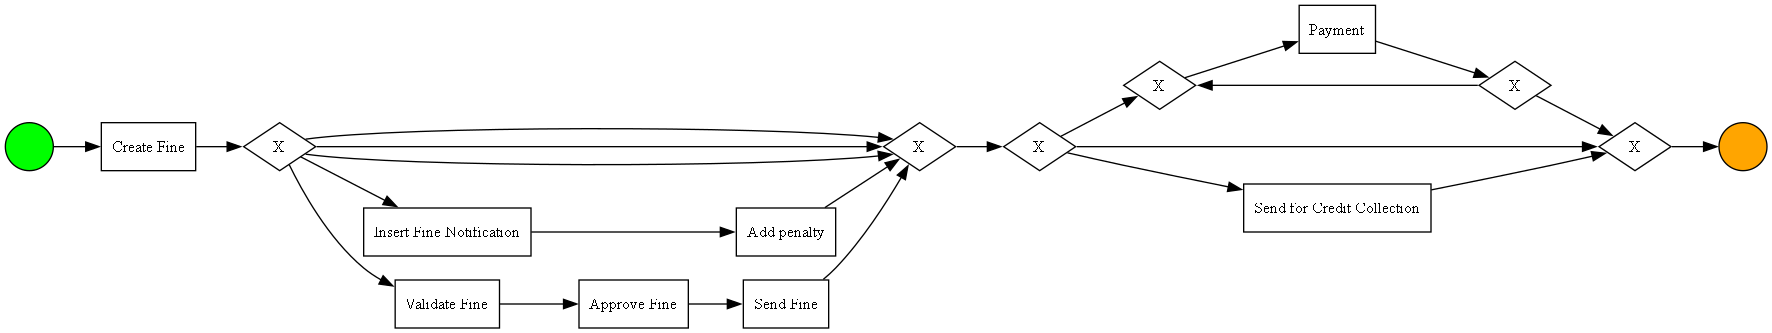 Payment
X
X
Create Fine
X
X
X
X
Send for Credit Collection
Insert Fine Notification
Add penalty
Validate Fine
Approve Fine
Send Fine